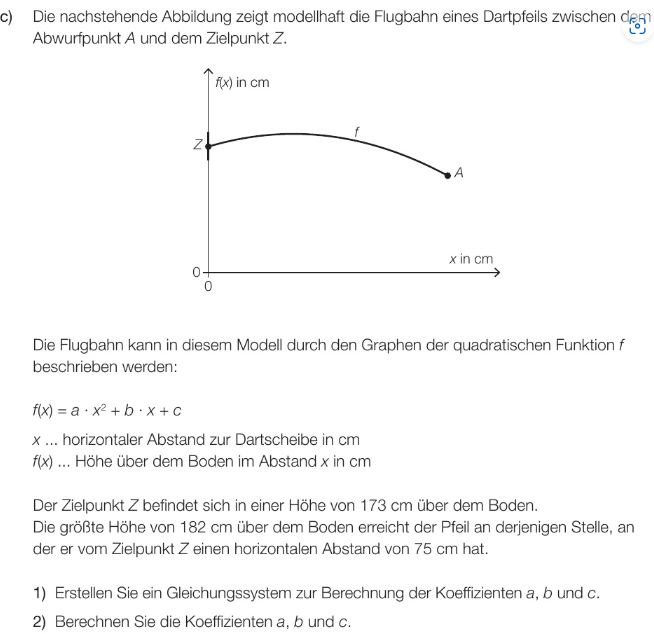 c) Die nachstehende Abbildung zeigt modellhaft die Flugbahn eines Dartpfeils zwischen dem
Abwurfpunkt A und dem Zielpunkt Z.
f(x) in cm
Z
f
A
x in cm
0
0
Die Flugbahn kann in diesem Modell durch den Graphen der quadratischen Funktion f
beschrieben werden:
f(x) = a · x² + b · x + c
x ... horizontaler Abstand zur Dartscheibe in cm
f(x) ... Höhe über dem Boden im Abstand x in cm
Der Zielpunkt Z befindet sich in einer Höhe von 173 cm über dem Boden.
Die größte Höhe von 182 cm über dem Boden erreicht der Pfeil an derjenigen Stelle, an
der er vom Zielpunkt Z einen horizontalen Abstand von 75 cm hat.
1) Erstellen Sie ein Gleichungssystem zur Berechnung der Koeffizienten a, b und c.
2) Berechnen Sie die Koeffizienten a, b und c.